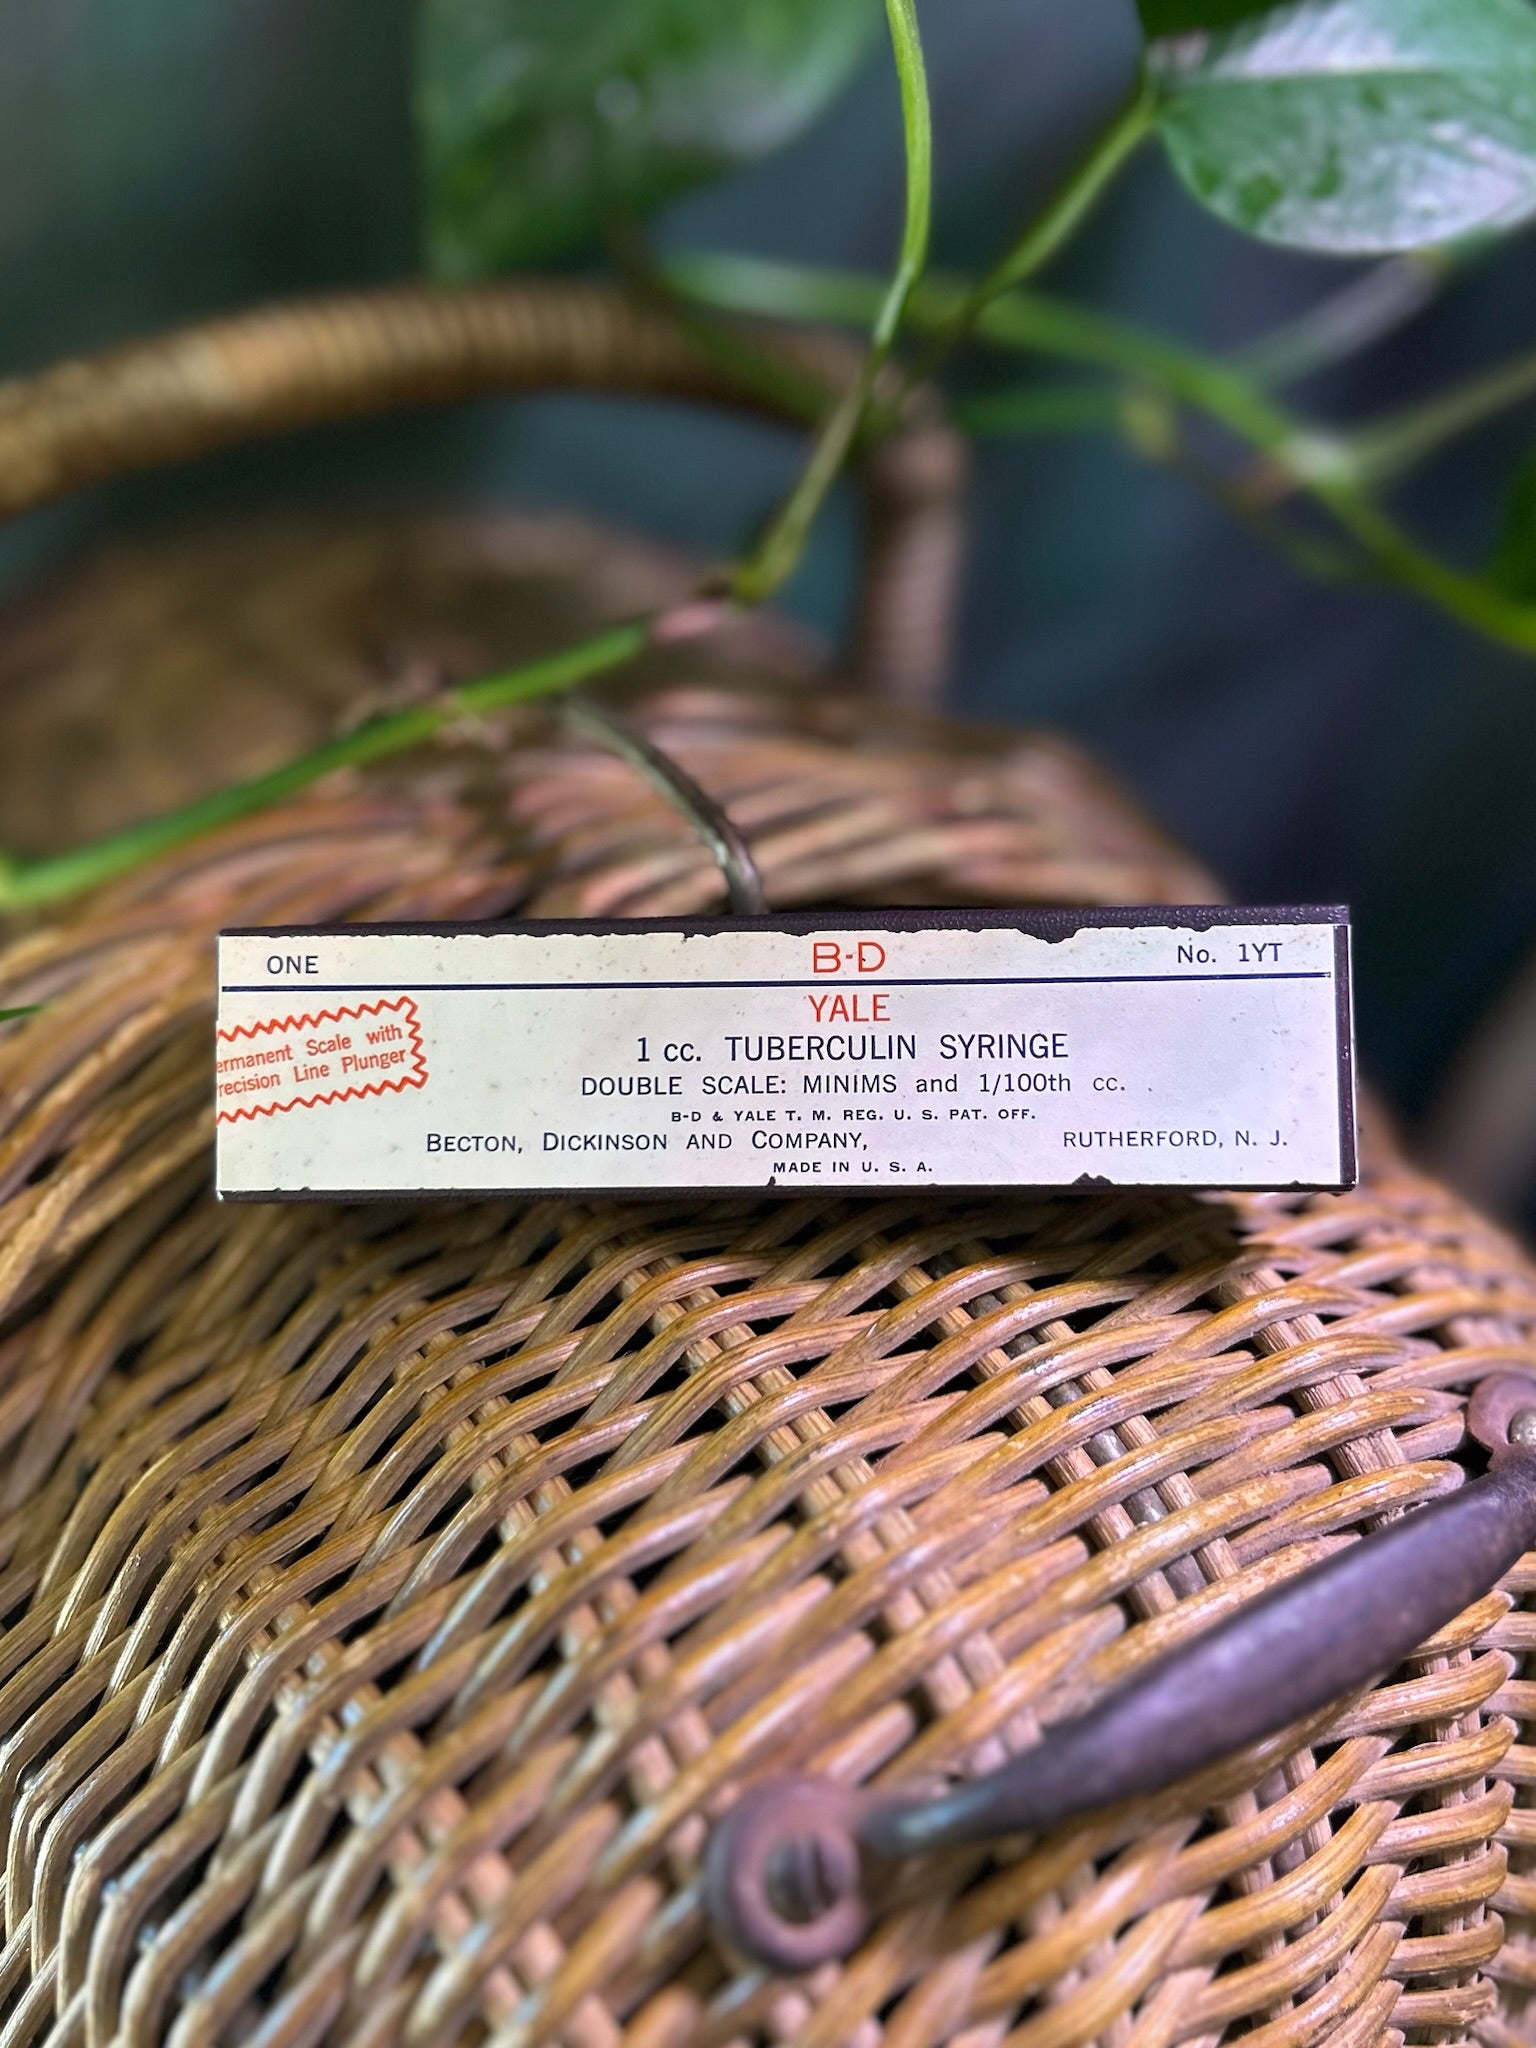 ONE B-D No. 1YT
YALE
ermanent Scale with
recision Line Plunger
1 cc. TUBERCULIN SYRINGE
DOUBLE SCALE: MINIMS and 1/100th cc.
B-D & YALE T. M. REG. U. S. PAT. OFF.
BECTON, DICKINSON AND COMPANY, RUTHERFORD, N. J.
MADE IN U. S. A.